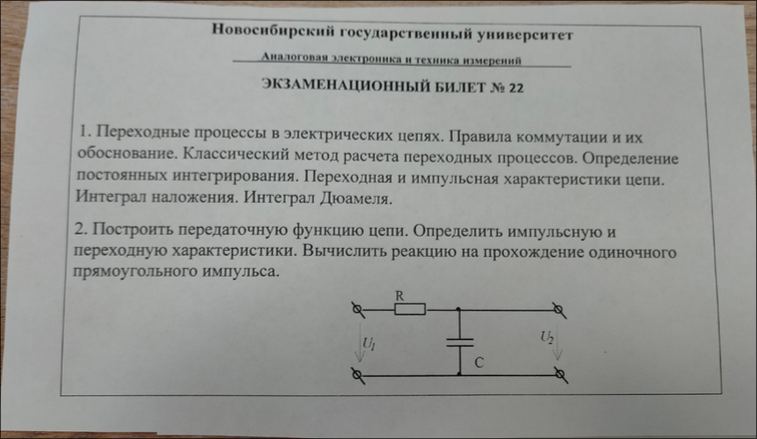 Новосибирский государственный университет
Аналоговая электроника и техника измерений
ЭКЗАМЕНАЦИОННЫЙ БИЛЕТ № 22
1. Переходные процессы в электрических цепях. Правила коммутации и их
обоснование. Классический метод расчета переходных процессов. Определение
постоянных интегрирования. Переходная и импульсная характеристики цепи.
Интеграл наложения. Интеграл Дюамеля.
2. Построить передаточную функцию цепи. Определить импульсную и
переходную характеристики. Вычислить реакцию на прохождение одиночного
прямоугольного импульса.
R
U1
U2
C